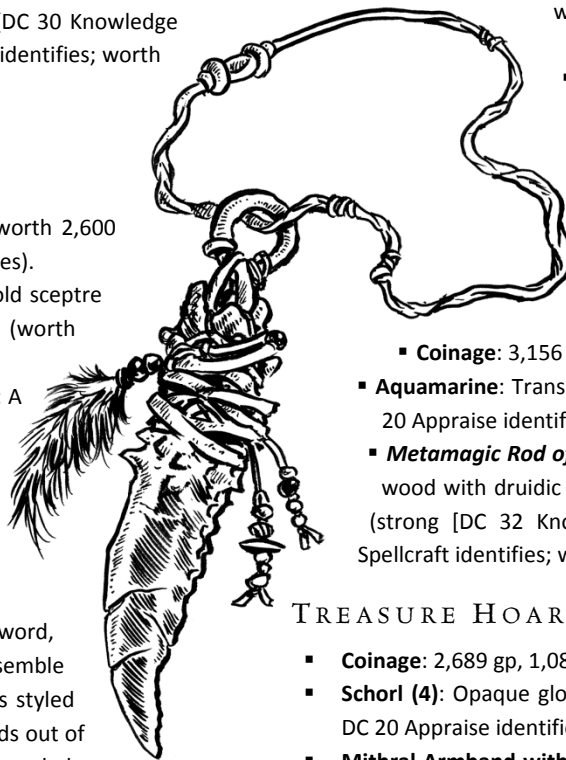 [DC 30 Knowledge
identifies; worth
worth 2,600
es).
old sceptre
(worth
A
word,
semble
s styled
ds out of
w
▪
▪ Coinage: 3,156
▪ Aquamarine: Trans
20 Appraise identif
▪ Metamagic Rod of
wood with druidic
(strong [DC 32 Kno
Spellcraft identifies; w
TREASURE HOAR
▪ Coinage: 2,689 gp, 1,08
▪ Schorl (4): Opaque glo
DC 20 Appraise identifi
▪ Mithral Armband with